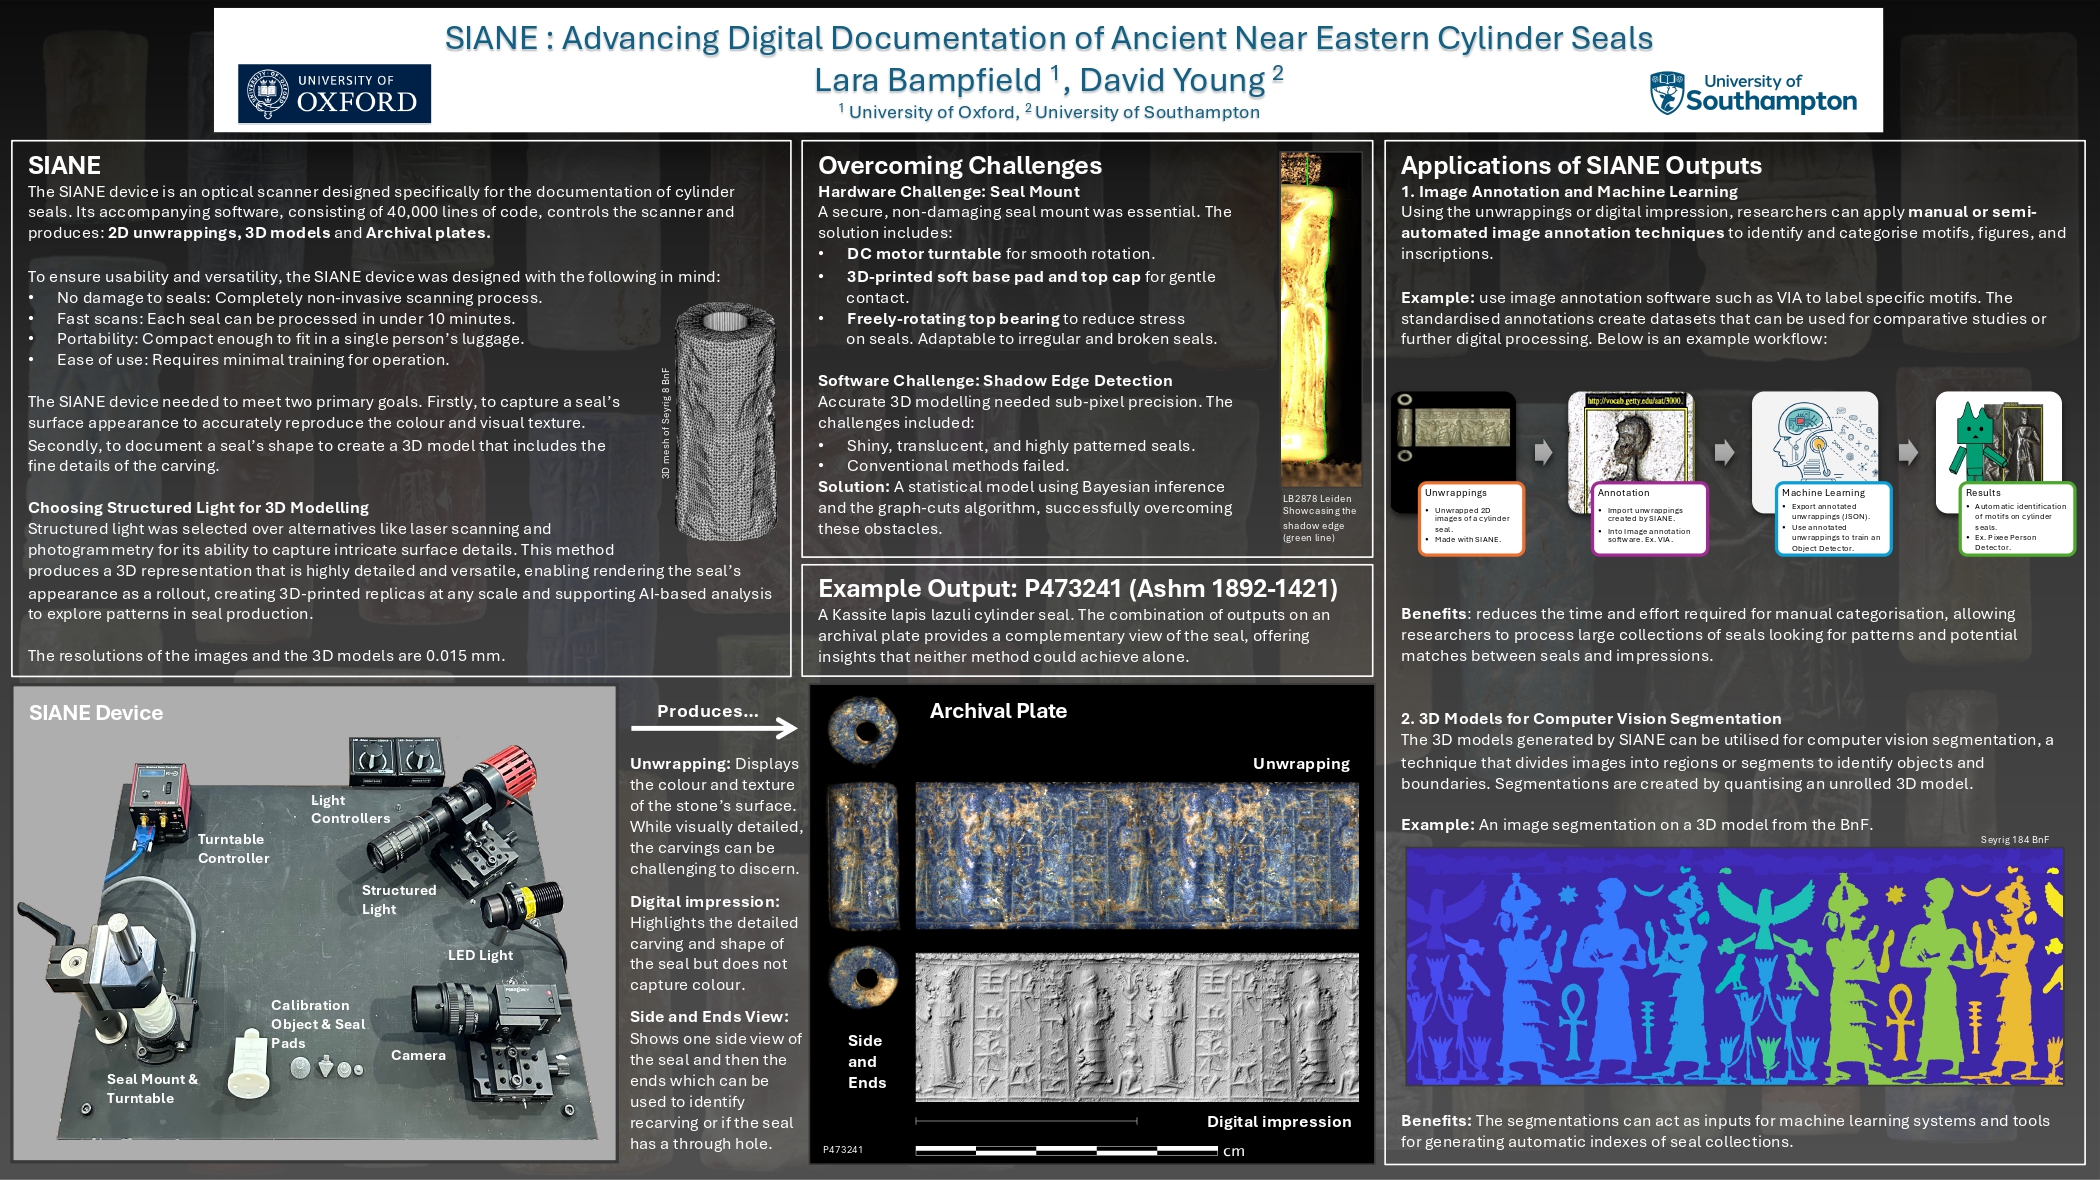 SIANE : Advancing Digital Documentation of Ancient Near Eastern Cylinder Seals
Lara Bampfield 1, David Young 2
1 University of Oxford, 2 University of Southampton
UNIVERSITY OF
OXFORD
University of
Southampton
SIANE
The SIANE device is an optical scanner designed specifically for the documentation of cylinder
seals. Its accompanying software, consisting of 40,000 lines of code, controls the scanner and
produces: 2D unwrappings, 3D models and Archival plates.
To ensure usability and versatility, the SIANE device was designed with the following in mind:
• No damage to seals: Completely non-invasive scanning process.
• Fast scans: Each seal can be processed in under 10 minutes.
• Portability: Compact enough to fit in a single person's luggage.
• Ease of use: Requires minimal training for operation.
The SIANE device needed to meet two primary goals. Firstly, to capture a seal's
surface appearance to accurately reproduce the colour and visual texture.
Secondly, to document a seal's shape to create a 3D model that includes the
fine details of the carving.
3D mesh of Seyrig 8 BnF
Choosing Structured Light for 3D Modelling
Structured light was selected over alternatives like laser scanning and
photogrammetry for its ability to capture intricate surface details. This method
produces a 3D representation that is highly detailed and versatile, enabling rendering the seal's
appearance as a rollout, creating 3D-printed replicas at any scale and supporting AI-based analysis
to explore patterns in seal production.
The resolutions of the images and the 3D models are 0.015 mm.
SIANE Device
Light
Controllers
Turntable
Controller
Structured
Light
LED Light
Calibration
Object & Seal
Pads
Camera
Seal Mount &
Turntable
Produces...
Unwrapping: Displays
the colour and texture
of the stone's surface.
While visually detailed,
the carvings can be
challenging to discern.
Digital impression:
Highlights the detailed
carving and shape of
the seal but does not
capture colour.
Side and Ends View:
Shows one side view of
the seal and then the
ends which can be
used to identify
recarving or if the seal
has a through hole.
Overcoming Challenges
Hardware Challenge: Seal Mount
A secure, non-damaging seal mount was essential. The
solution includes:
• DC motor turntable for smooth rotation.
• 3D-printed soft base pad and top cap for gentle
contact.
• Freely-rotating top bearing to reduce stress
on seals. Adaptable to irregular and broken seals.
Software Challenge: Shadow Edge Detection
Accurate 3D modelling needed sub-pixel precision. The
challenges included:
• Shiny, translucent, and highly patterned seals.
• Conventional methods failed.
Solution: A statistical model using Bayesian inference
and the graph-cuts algorithm, successfully overcoming
these obstacles.
LB2878 Leiden
Showcasing the
shadow edge
(green line)
Example Output: P473241 (Ashm 1892-1421)
A Kassite lapis lazuli cylinder seal. The combination of outputs on an
archival plate provides a complementary view of the seal, offering
insights that neither method could achieve alone.
Archival Plate
Unwrapping
Side
and
Ends
Digital impression
P473241
cm
Applications of SIANE Outputs
1. Image Annotation and Machine Learning
Using the unwrappings or digital impression, researchers can apply manual or semi-
automated image annotation techniques to identify and categorise motifs, figures, and
inscriptions.
Example: use image annotation software such as VIA to label specific motifs. The
standardised annotations create datasets that can be used for comparative studies or
further digital processing. Below is an example workflow:
http://vocab.getty.edu/aat/3000.
Unwrappings
• Unwrapped 2D
images of a cylinder
seal.
• Made with SIANE.
Annotation
• Import unwrappings
created by SIANE.
• Into Image annotation
software. Ex. VIA.
Machine Learning
• Export annotated
unwrappings (JSON).
• Use annotated
unwrappings to train an
Object Detector.
Results
• Automatic identification
of motifs on cylinder
seals.
• Ex. Pixee Person
Detector.
Benefits: reduces the time and effort required for manual categorisation, allowing
researchers to process large collections of seals looking for patterns and potential
matches between seals and impressions.
2. 3D Models for Computer Vision Segmentation
The 3D models generated by SIANE can be utilised for computer vision segmentation, a
technique that divides images into regions or segments to identify objects and
boundaries. Segmentations are created by quantising an unrolled 3D model.
Example: An image segmentation on a 3D model from the BnF.
Seyrig 184 BnF
Benefits: The segmentations can act as inputs for machine learning systems and tools
for generating automatic indexes of seal collections.